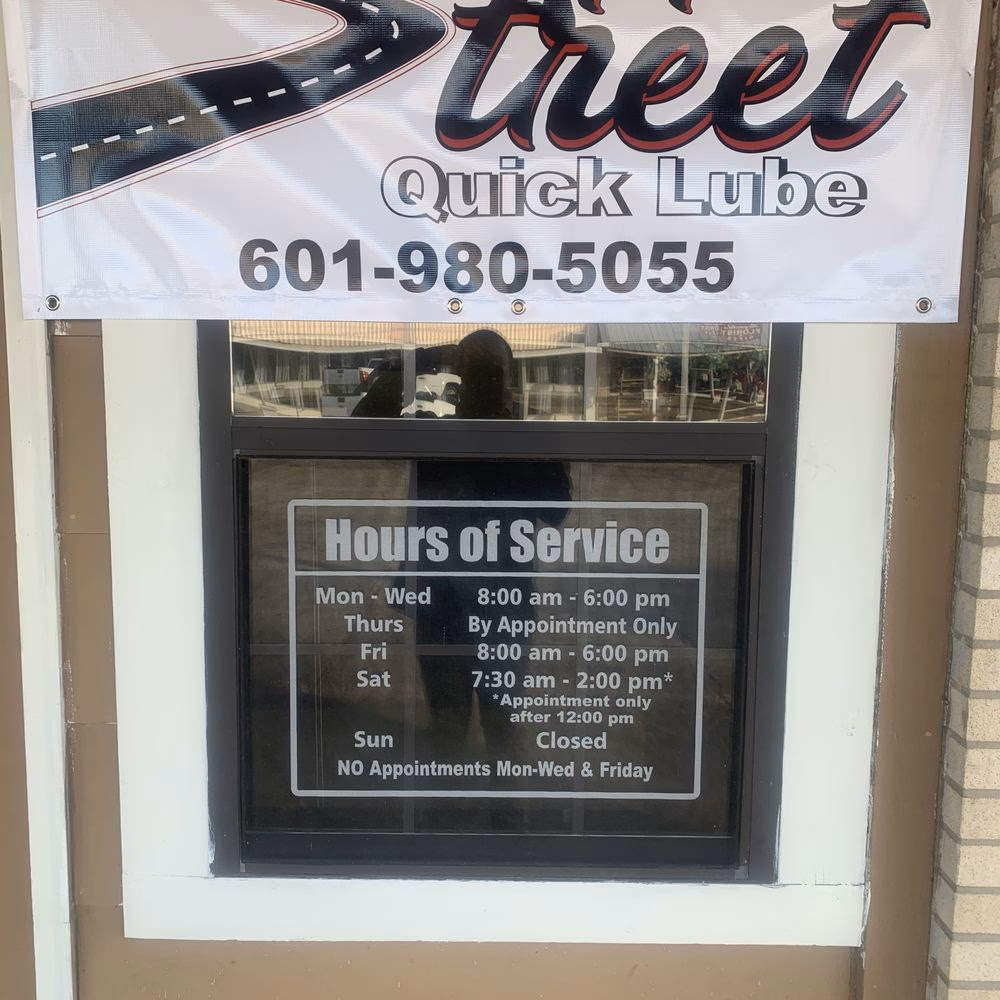 Street
Quick Lube
601-980-5055
Hours of Service
Mon - Wed 8:00 am - 6:00 pm
Thurs By Appointment Only
Fri 8:00 am - 6:00 pm
Sat 7:30 am - 2:00 pm*
*Appointment only
after 12:00 pm
Sun Closed
NO Appointments Mon-Wed & Friday